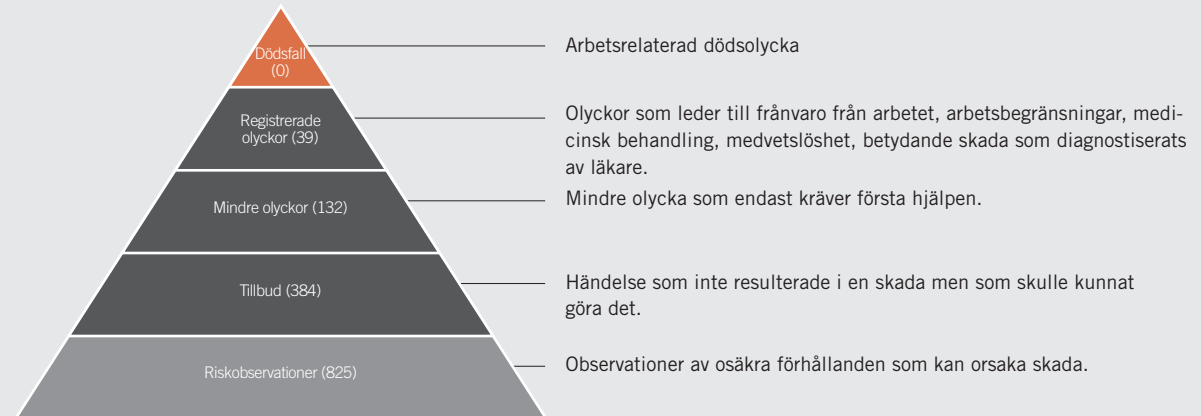 Dödsfall
(0)
Arbetsrelaterad dödsolycka
Registrerade
olyckor (39)
Olyckor som leder till frånvaro från arbetet, arbetsbegränsningar, medi-
cinsk behandling, medvetslöshet, betydande skada som diagnostiserats
av läkare.
Mindre olyckor (132)
Mindre olycka som endast kräver första hjälpen.
Tillbud (384)
Händelse som inte resulterade i en skada men som skulle kunnat
göra det.
Riskobservationer (825)
Observationer av osäkra förhållanden som kan orsaka skada.